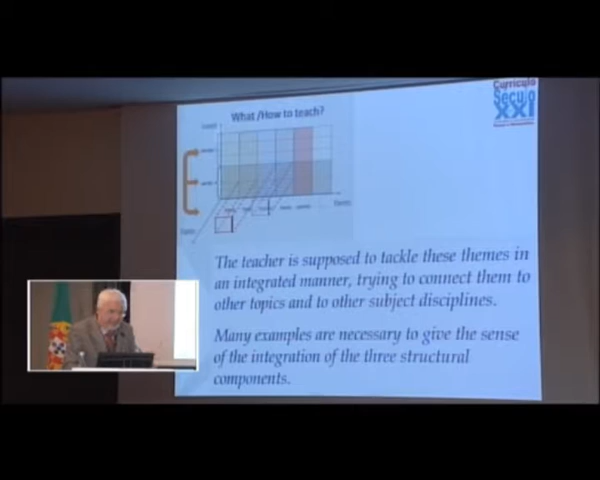 What /How to teach?
Currículo
Século
XXI
The teacher is supposed to tackle these themes in
an integrated manner, trying to connect them to
other topics and to other subject disciplines.
Many examples are necessary to give the sense
of the integration of the three structural
components.